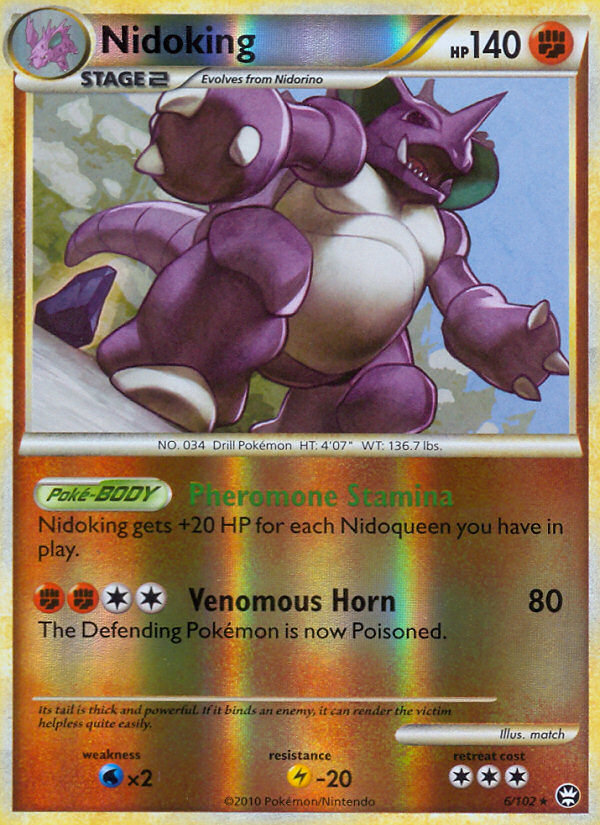 Nidoking
HP 140
STAGE 2
Evolves from Nidorino
NO. 034 Drill Pokémon HT: 4'07" WT: 136.7 lbs.
Poké-BODY Pheromone Stamina
Nidoking gets +20 HP for each Nidoqueen you have in
play.
Venomous Horn 80
The Defending Pokémon is now Poisoned.
Its tail is thick and powerful. If it binds an enemy, it can render the victim
helpless quite easily.
Illus. match
weakness resistance retreat cost
×2 -20
©2010 Pokémon/Nintendo 6/102 ★